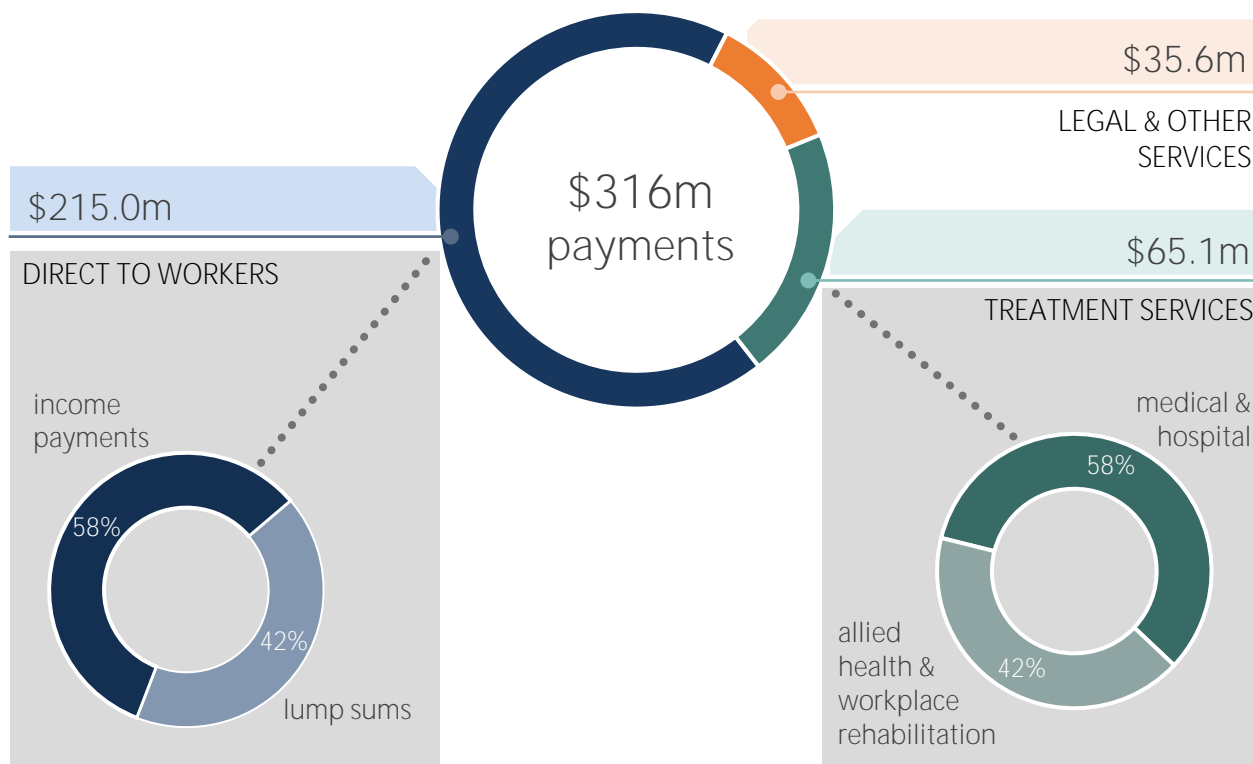 $316m
payments
$35.6m
LEGAL & OTHER
SERVICES
$215.0m
DIRECT TO WORKERS
income
payments
58%
42%
lump sums
$65.1m
TREATMENT SERVICES
medical &
hospital
58%
42%
allied
health &
workplace
rehabilitation